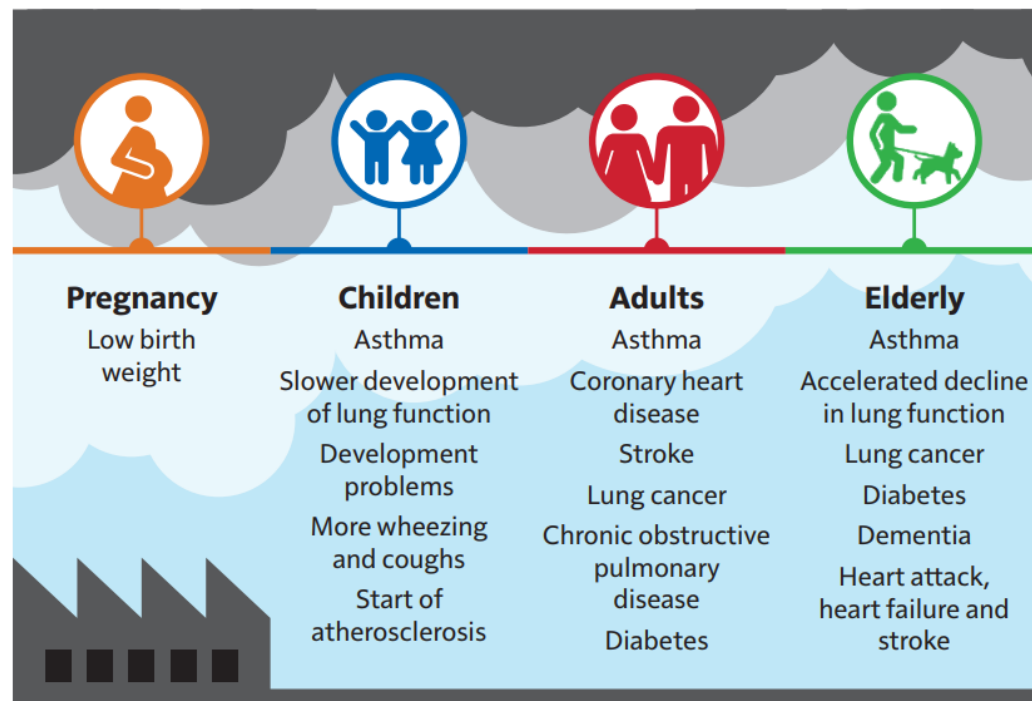 Pregnancy
Low birth
weight
Children
Asthma
Slower development
of lung function
Development
problems
More wheezing
and coughs
Start of
atherosclerosis
Adults
Asthma
Coronary heart
disease
Stroke
Lung cancer
Chronic obstructive
pulmonary
disease
Diabetes
Elderly
Asthma
Accelerated decline
in lung function
Lung cancer
Diabetes
Dementia
Heart attack,
heart failure and
stroke